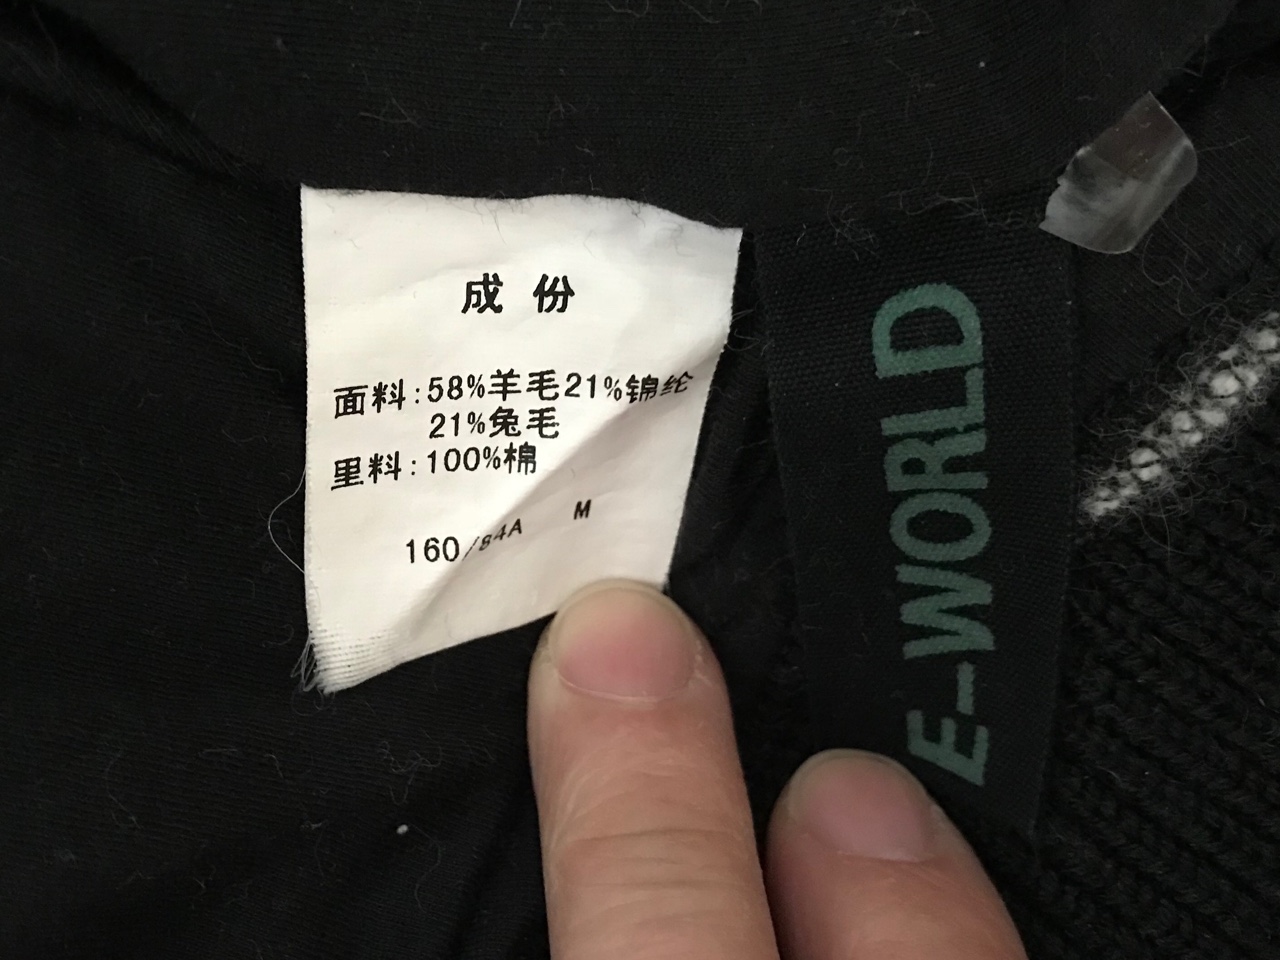 成份
面料:58%羊毛21%锦纶
21%兔毛
里料:100%棉
160/84A M
E-WORLD